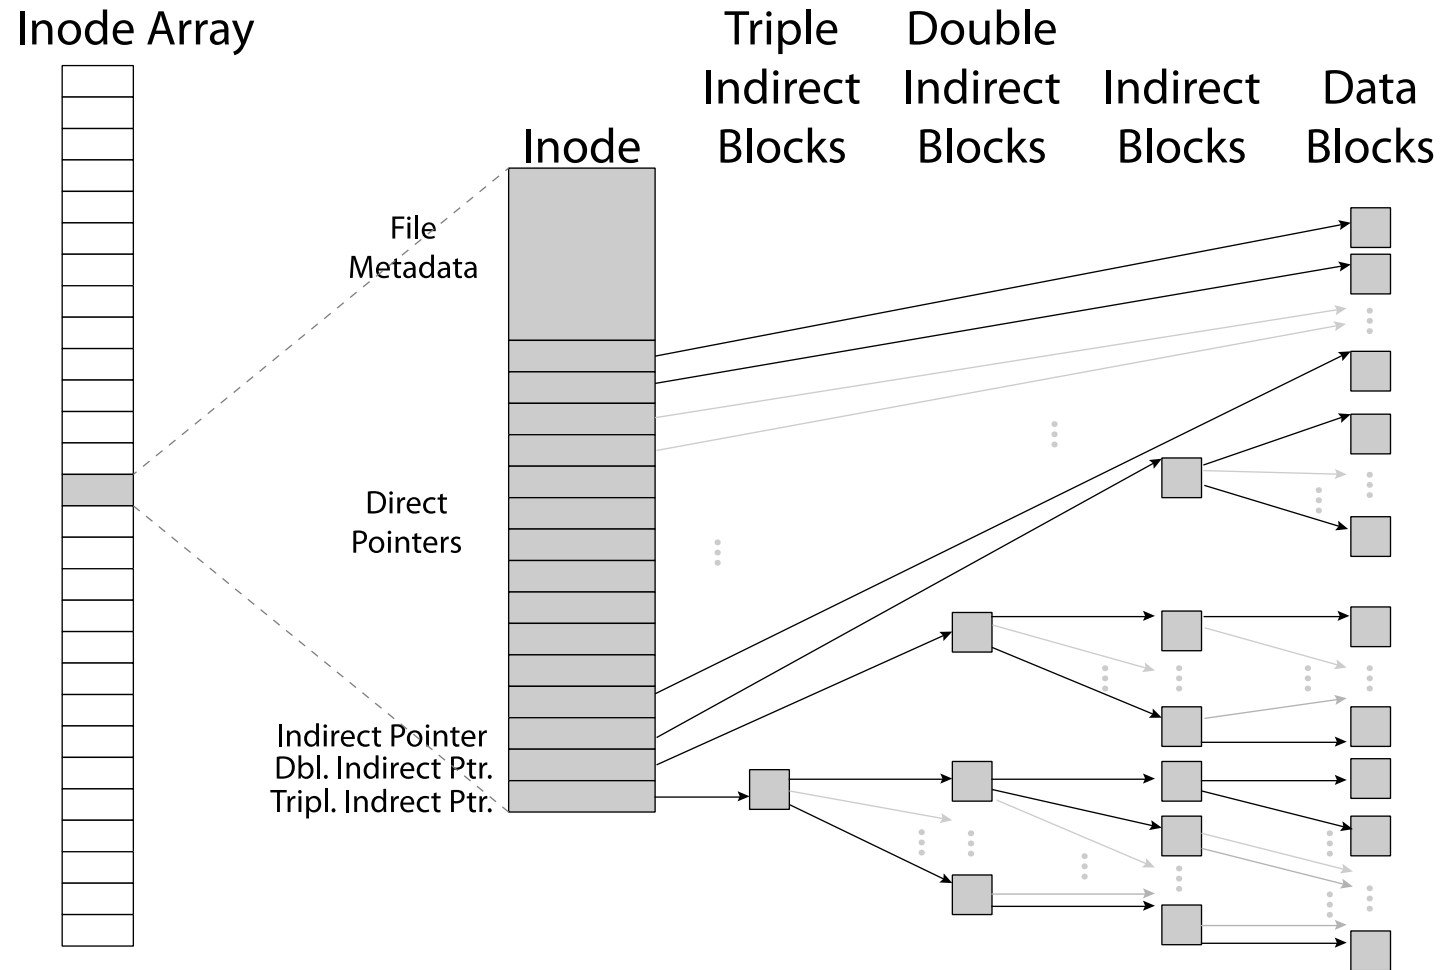 Inode Array
Triple
Indirect
Blocks
Double
Indirect
Blocks
Indirect
Blocks
Data
Blocks
Inode
File
Metadata
Direct
Pointers
Indirect Pointer
Dbl. Indirect Ptr.
Tripl. Indirect Ptr.